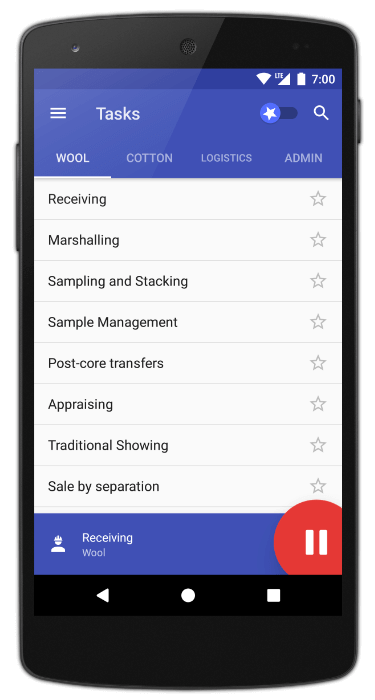 LTE 7:00
Tasks
WOOL COTTON LOGISTICS ADMIN
Receiving
Marshalling
Sampling and Stacking
Sample Management
Post-core transfers
Appraising
Traditional Showing
Sale by separation
Receiving
Wool